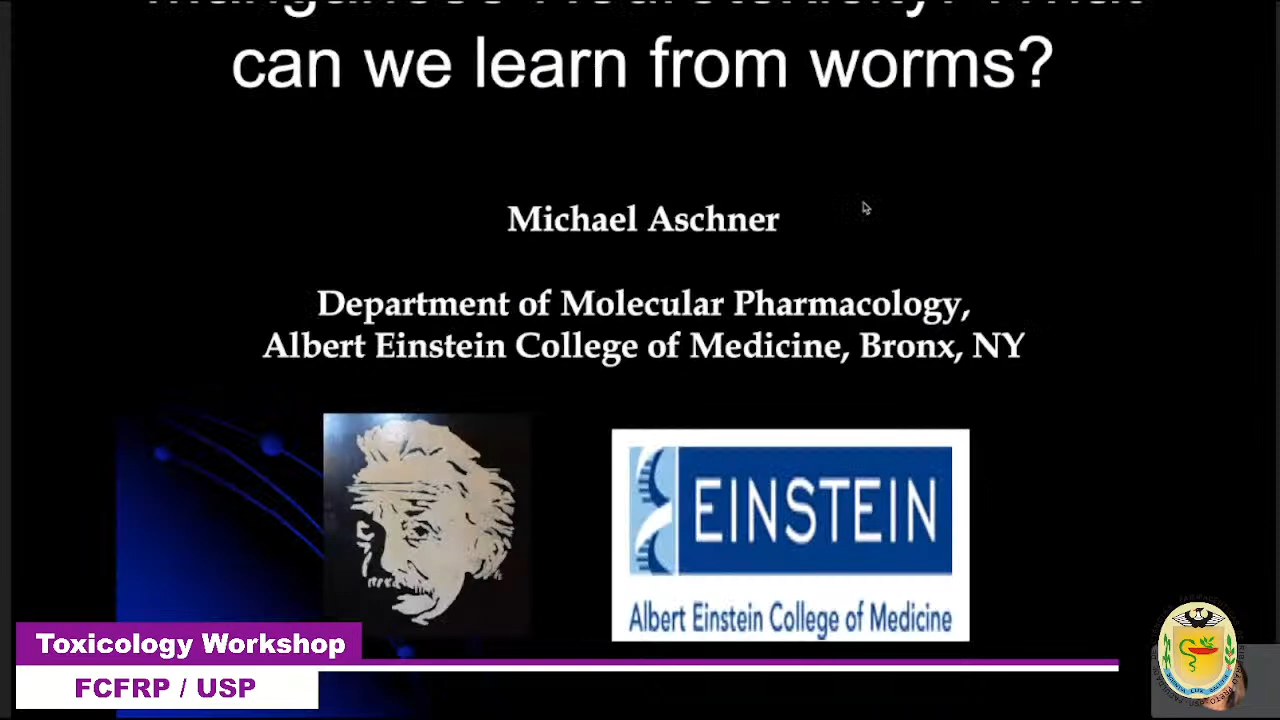 can we learn from worms?
Michael Aschner
Department of Molecular Pharmacology,
Albert Einstein College of Medicine, Bronx, NY
EINSTEIN
Albert Einstein College of Medicine
Toxicology Workshop
FCFRP / USP